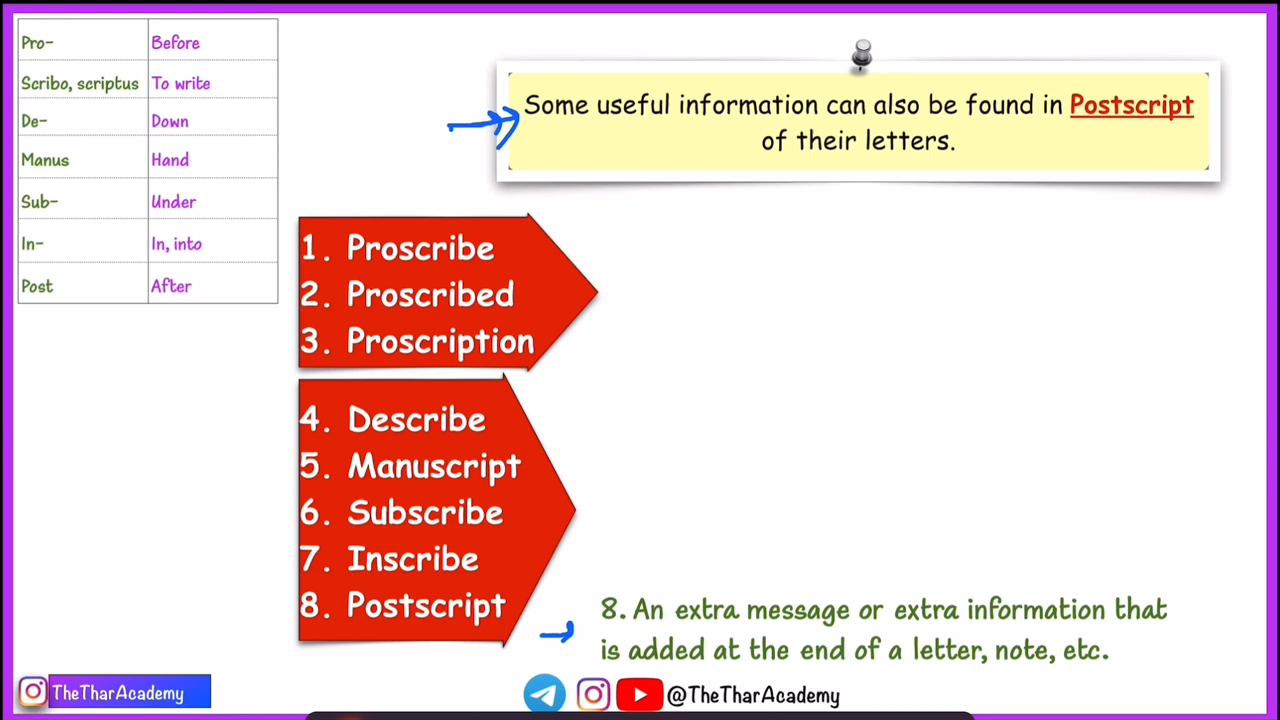 Pro- Before
Scribo, scriptus To write
De- Down
Manus Hand
Sub- Under
In- In, into
Post After
Some useful information can also be found in Postscript
of their letters.
1. Proscribe
2. Proscribed
3. Proscription
4. Describe
5. Manuscript
6. Subscribe
7. Inscribe
8. Postscript
8. An extra message or extra information that
is added at the end of a letter, note, etc.
TheTharAcademy
@TheTharAcademy